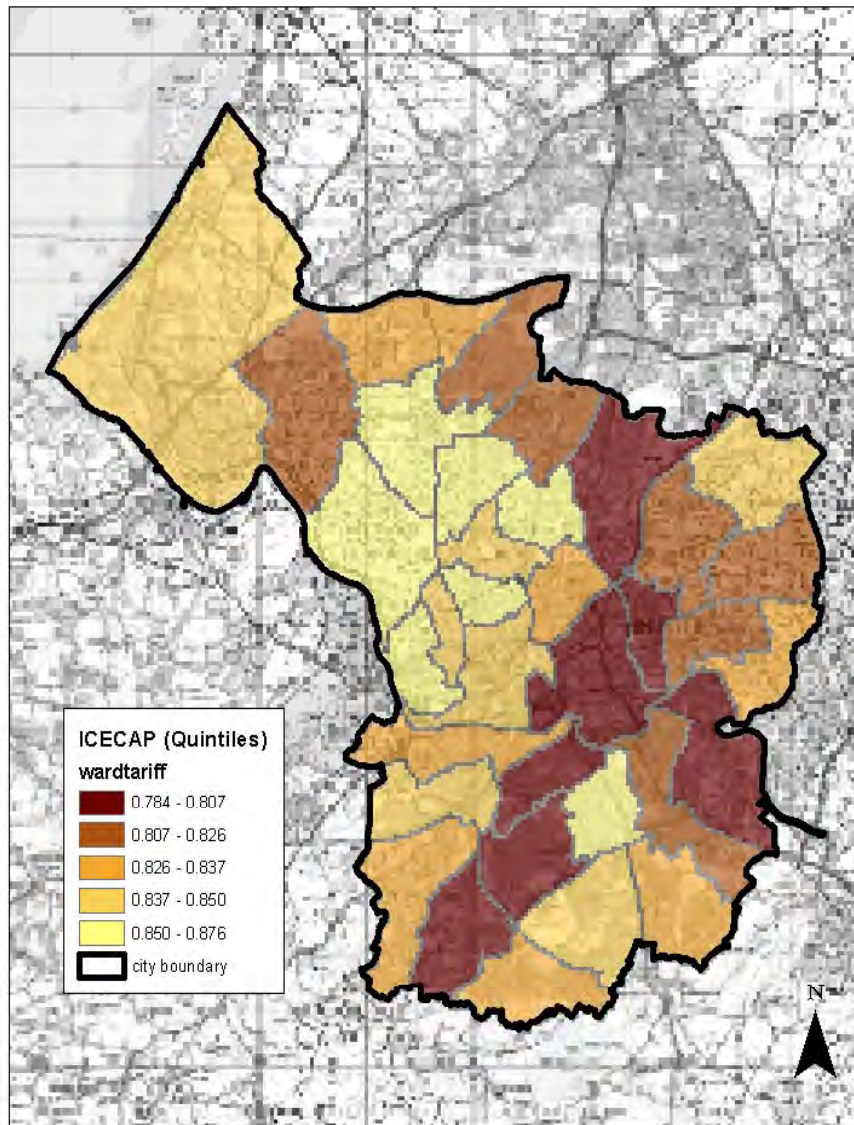 ICECAP (Quintiles)
wardtariff
0.784 - 0.807
0.807 - 0.826
0.826 - 0.837
0.837 - 0.850
0.850 - 0.876
city boundary
N